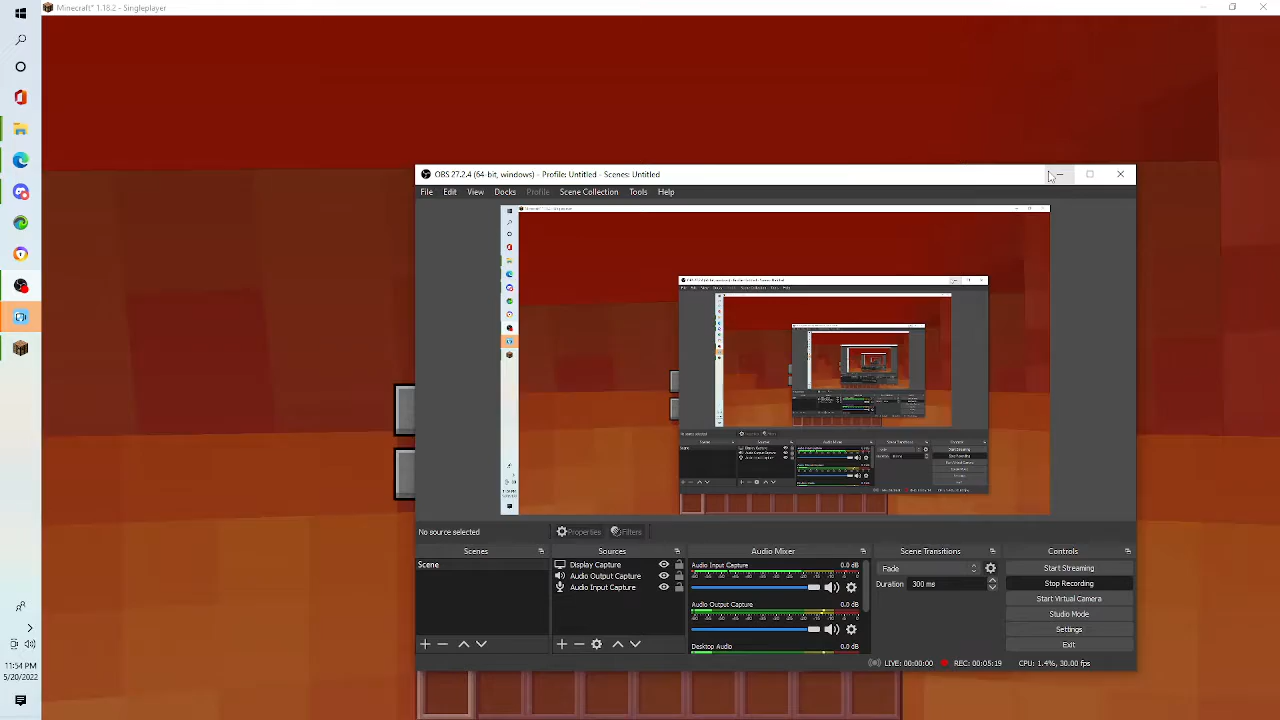 Minecraft* 1.18.2 - Singleplayer
OBS 27.2.4 (64-bit, windows) - Profile: Untitled - Scenes: Untitled
File Edit View Docks Profile Scene Collection Tools Help
No source selected Properties Filters
Scenes Sources Audio Mixer Scene Transitions Controls
Scene
Display Capture
Audio Output Capture
Audio Input Capture
Audio Input Capture 0.0 dB
Audio Output Capture 0.0 dB
Desktop Audio 0.0 dB
Fade
Duration 300 ms
Start Streaming
Stop Recording
Start Virtual Camera
Studio Mode
Settings
Exit
LIVE: 00:00:00 REC: 00:05:19 CPU: 1.4%, 30.00 fps
11:54 PM
5/20/2022